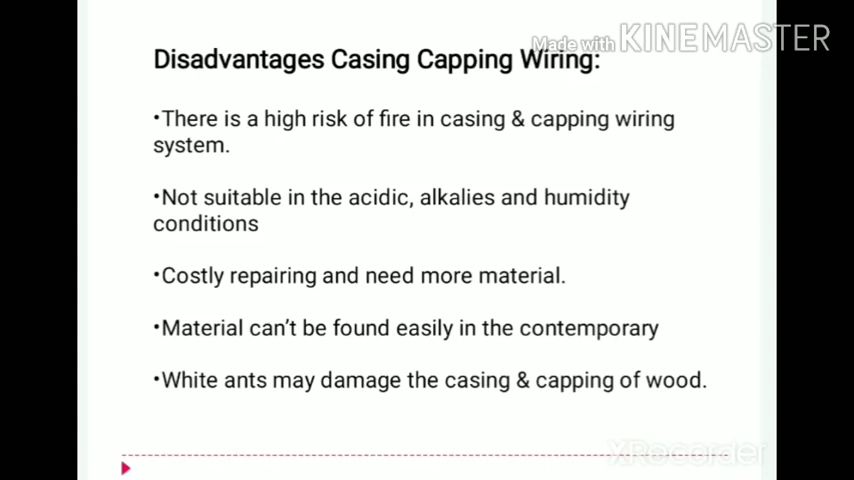 Made with KINEMASTER
Disadvantages Casing Capping Wiring:
•There is a high risk of fire in casing & capping wiring
system.
•Not suitable in the acidic, alkalies and humidity
conditions
•Costly repairing and need more material.
•Material can't be found easily in the contemporary
•White ants may damage the casing & capping of wood.
XRecorder